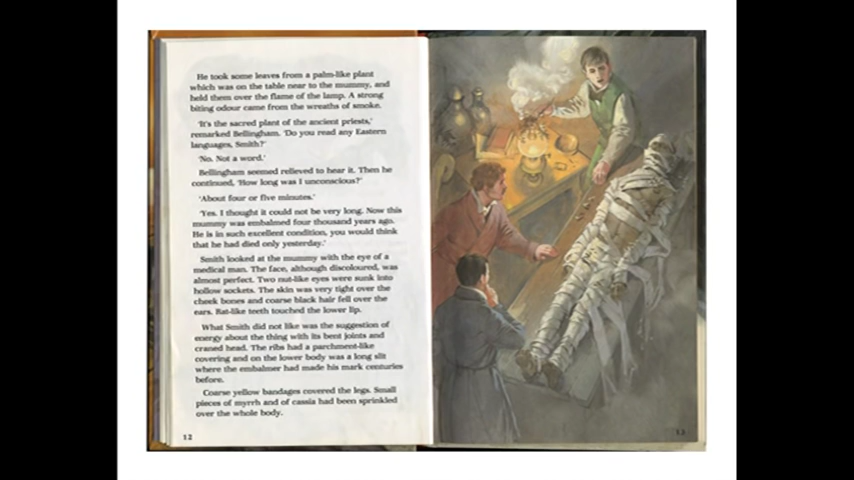 He took some leaves from a palm-like plant
which was on the table near to the mummy, and
held them over the flame of the lamp. A strong
biting odour came from the wreaths of smoke.
'It's the sacred plant of the ancient priests,'
remarked Bellingham. 'Do you read any Eastern
languages, Smith?'
'No. Not a word.'
Bellingham seemed relieved to hear it. Then he
continued, 'How long was I unconscious?'
'About four or five minutes.'
'Yes. I thought it could not be very long. Now this
mummy was embalmed four thousand years ago.
He is in such excellent condition, you would think
that he had died only yesterday.'
Smith looked at the mummy with the eye of a
medical man. The face, although discoloured, was
almost perfect. Two nut-like eyes were sunk into
hollow sockets. The skin was very tight over the
cheek bones and coarse black hair fell over the
ears. Rat-like teeth touched the lower lip.
What Smith did not like was the suggestion of
energy about the thing with its bent joints and
craned head. The ribs had a parchment-like
covering and on the lower body was a long slit
where the embalmer had made his mark centuries
before.
Coarse yellow bandages covered the legs. Small
pieces of myrrh and of cassia had been sprinkled
over the whole body.
12
13